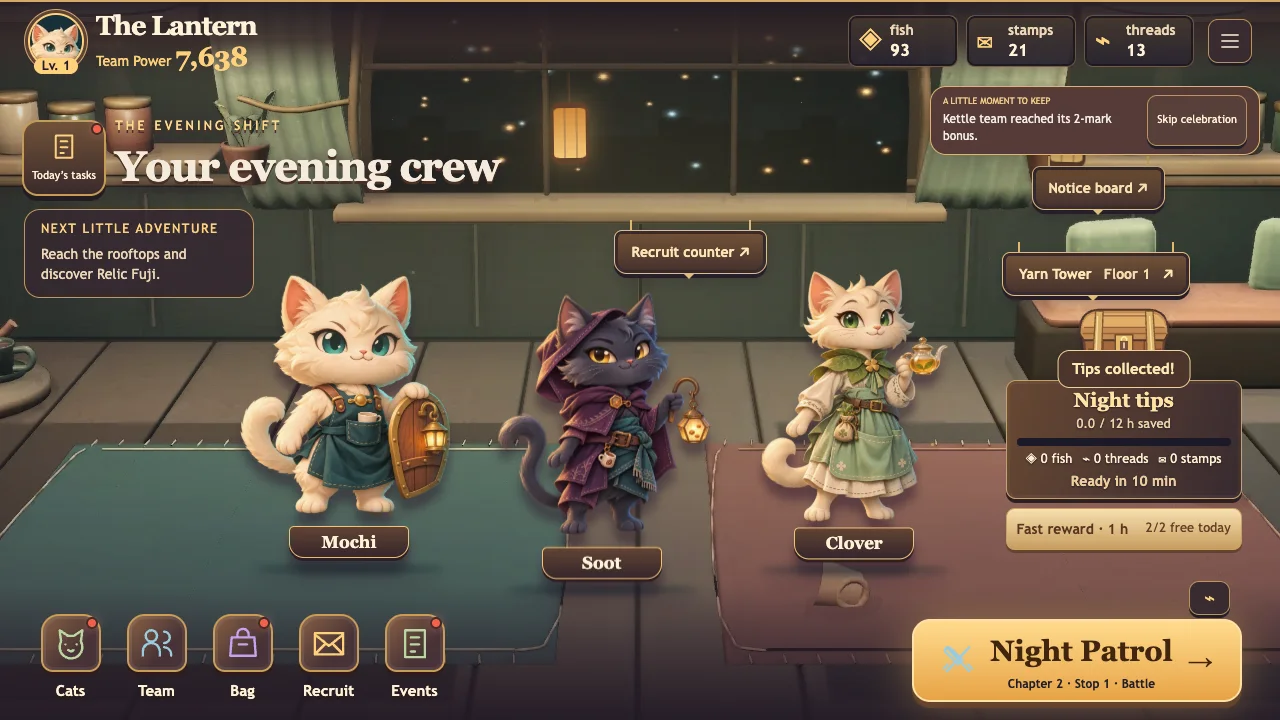 The Lantern
Team Power 7,638
Lv. 1
fish
93
stamps
21
threads
13
A LITTLE MOMENT TO KEEP
Kettle team reached its 2-mark
bonus.
Skip celebration
THE EVENING SHIFT
Your evening crew
Today's tasks
NEXT LITTLE ADVENTURE
Reach the rooftops and
discover Relic Fuji.
Notice board ↗
Recruit counter ↗
Yarn Tower Floor 1 ↗
Tips collected!
Night tips
0.0 / 12 h saved
0 fish 0 threads 0 stamps
Ready in 10 min
Fast reward · 1 h 2/2 free today
Mochi
Soot
Clover
Cats
Team
Bag
Recruit
Events
Night Patrol →
Chapter 2 · Stop 1 · Battle